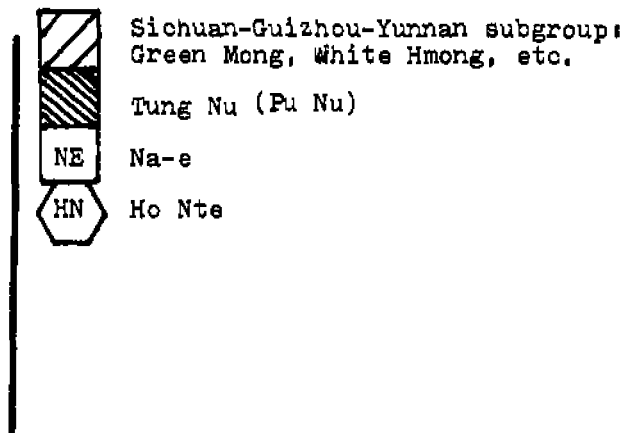 Sichuan-Guizhou-Yunnan subgroup:
Green Mong, White Hmong, etc.
Tung Nu (Pu Nu)
NE Na-e
HN Ho Nte